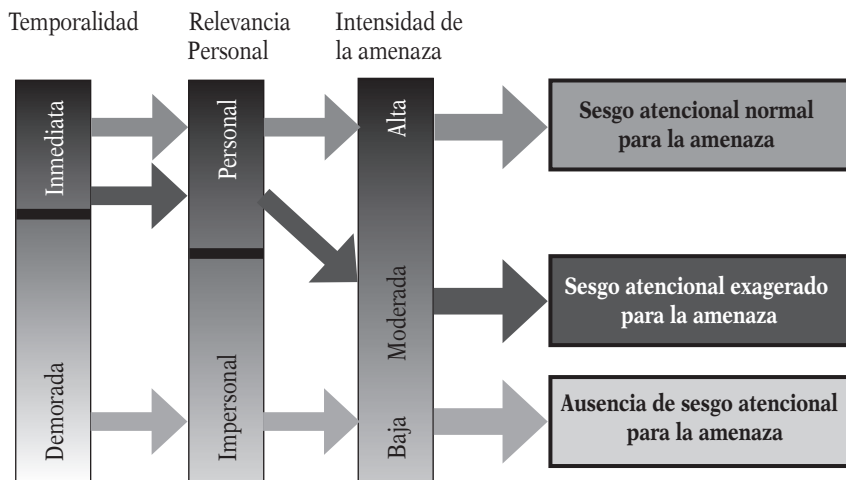 Temporalidad
Relevancia
Personal
Intensidad de
la amenaza
Inmediata
Demorada
Personal
Impersonal
Alta
Moderada
Baja
Sesgo atencional normal
para la amenaza
Sesgo atencional exagerado
para la amenaza
Ausencia de sesgo atencional
para la amenaza